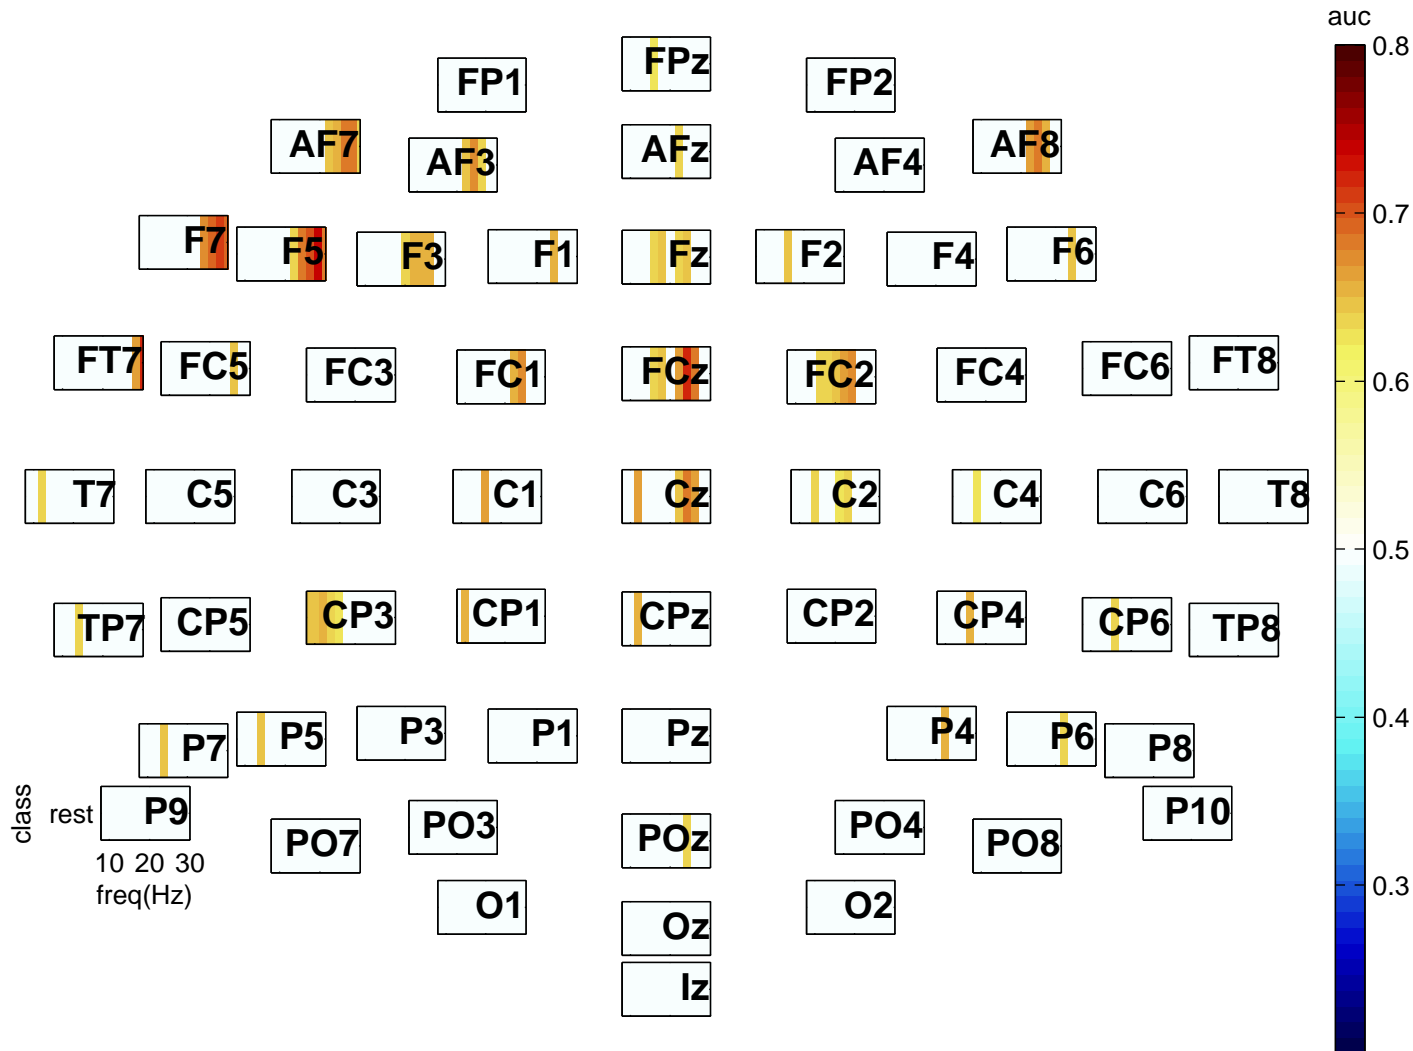 auc
0.8
0.7
0.6
0.5
0.4
0.3
FPz
FP1 FP2
AF7 AFz AF8
AF3 AF4
F7 F5 F3 F1 Fz F2 F4 F6
FT7 FC5 FC3 FC1 FCz FC2 FC4 FC6 FT8
T7 C5 C3 C1 Cz C2 C4 C6 T8
TP7 CP5 CP3 CP1 CPz CP2 CP4 CP6 TP8
P7 P5 P3 P1 Pz P4 P6 P8
class rest P9 PO3 PO4 P10
PO7 POz PO8
10 20 30
freq(Hz)
O1 O2
Oz
Iz